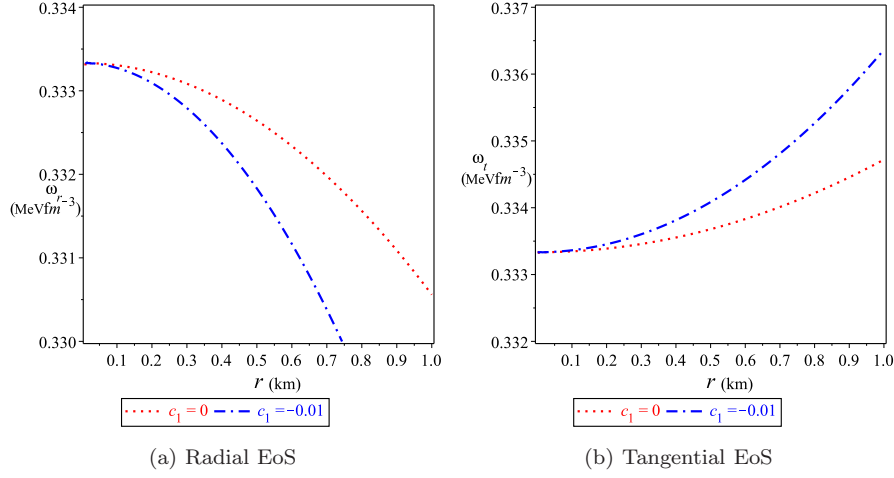 0.334
0.333
0.332
0.331
0.330
ω_r
(MeVfm^−3)
0.1 0.2 0.3 0.4 0.5 0.6 0.7 0.8 0.9 1.0
r (km)
c_1 = 0 c_1 = −0.01
(a) Radial EoS
0.337
0.336
0.335
0.334
0.333
0.332
ω_t
(MeVfm^−3)
0.1 0.2 0.3 0.4 0.5 0.6 0.7 0.8 0.9 1.0
r (km)
c_1 = 0 c_1 = −0.01
(b) Tangential EoS